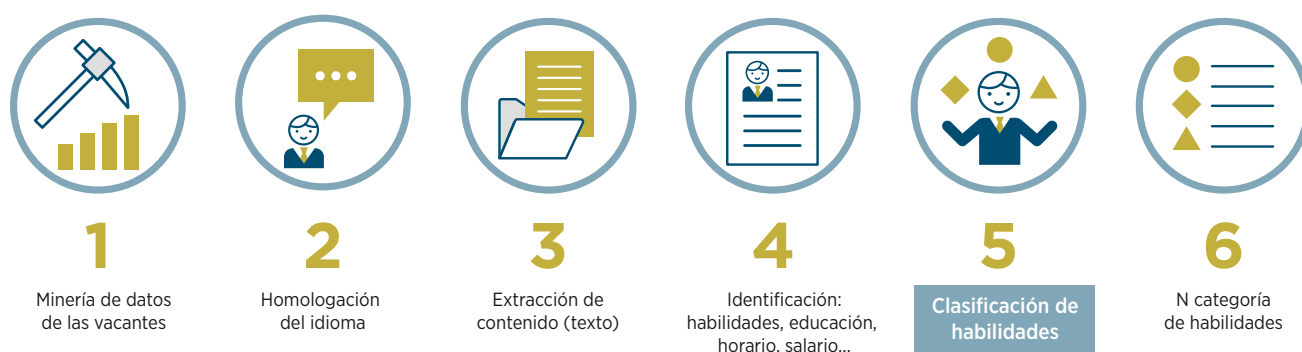 1
Minería de datos
de las vacantes
2
Homologación
del idioma
3
Extracción de
contenido (texto)
4
Identificación:
habilidades, educación,
horario, salario...
5
Clasificación de
habilidades
6
N categoría
de habilidades